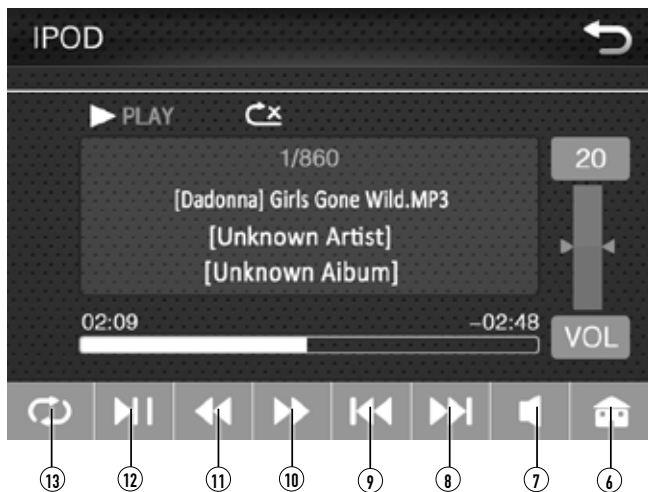 IPOD
PLAY
1/860
20
[Dadonna] Girls Gone Wild.MP3
[Unknown Artist]
[Unknown Aibum]
02:09 -02:48
VOL
13 12 11 10 9 8 7 6